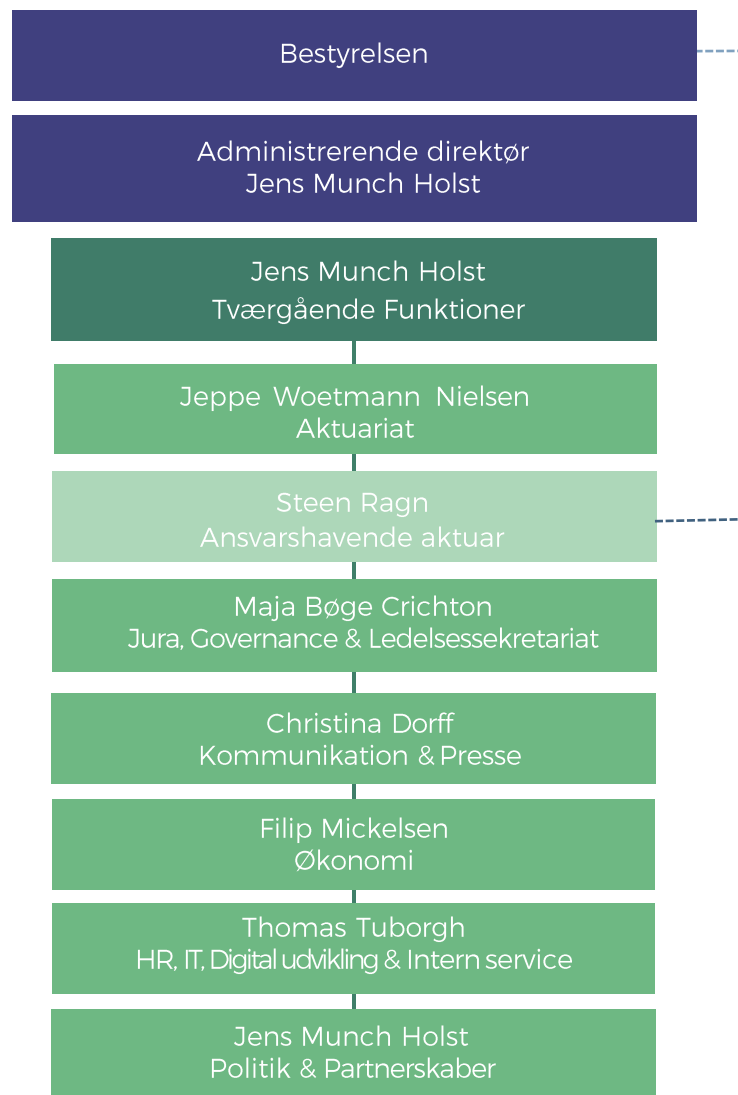 Bestyrelsen
Administrerende direktør
Jens Munch Holst
Jens Munch Holst
Tværgående Funktioner
Jeppe Woetmann Nielsen
Aktuariat
Steen Ragn
Ansvarshavende aktuar
Maja Bøge Crichton
Jura, Governance & Ledelsessekretariat
Christina Dorff
Kommunikation & Presse
Filip Mickelsen
Økonomi
Thomas Tuborgh
HR, IT, Digital udvikling & Intern service
Jens Munch Holst
Politik & Partnerskaber